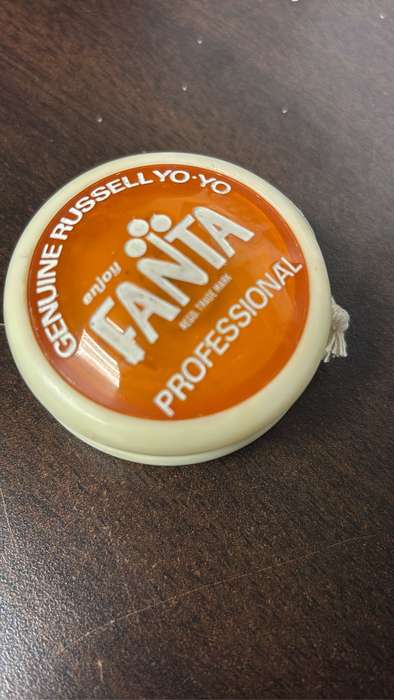 GENUINE RUSSELL YO-YO
enjoy
FANTA
REGD. TRADE MARK
PROFESSIONAL